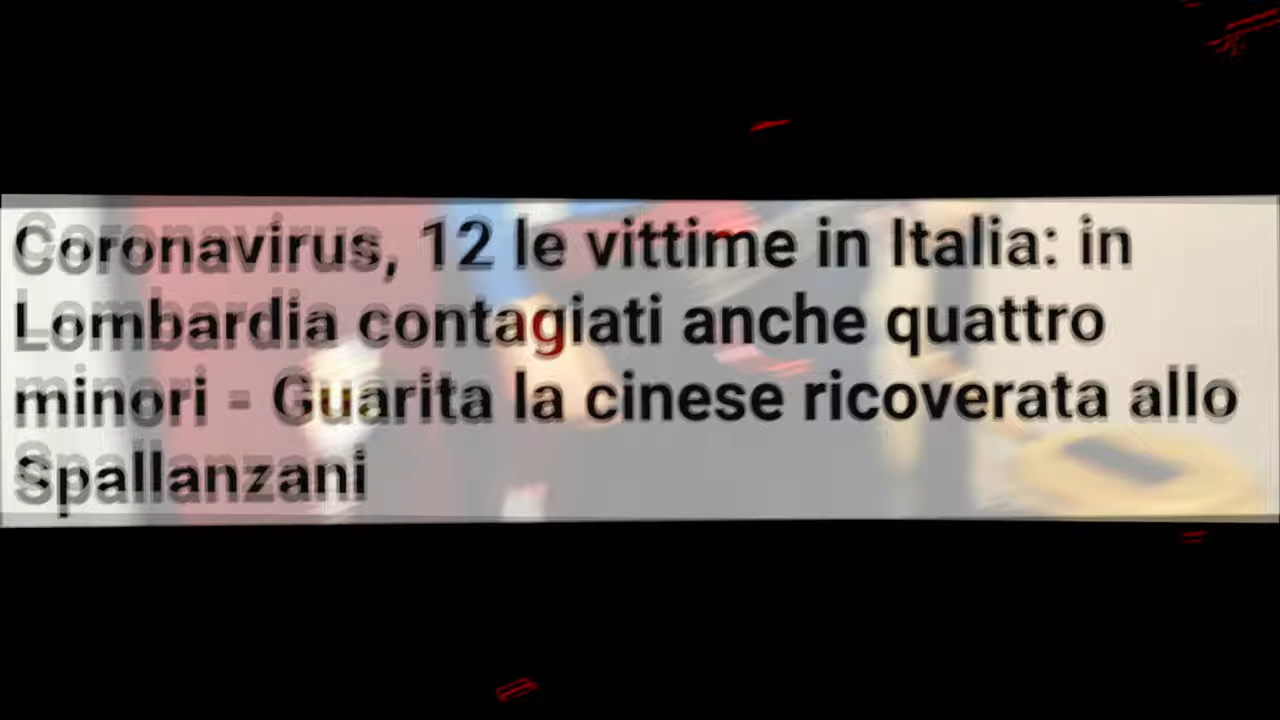 Coronavirus, 12 le vittime in Italia: in
Lombardia contagiati anche quattro
minori - Guarita la cinese ricoverata allo
Spallanzani